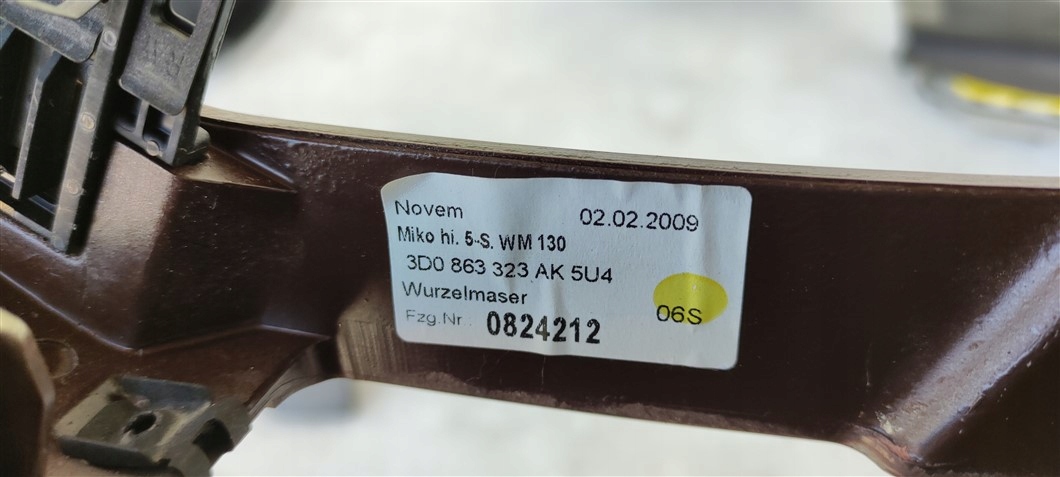 Novem 02.02.2009
Miko hi. 5-S. WM 130
3D0 863 323 AK 5U4
Wurzelmaser
06S
Fzg.Nr. 0824212